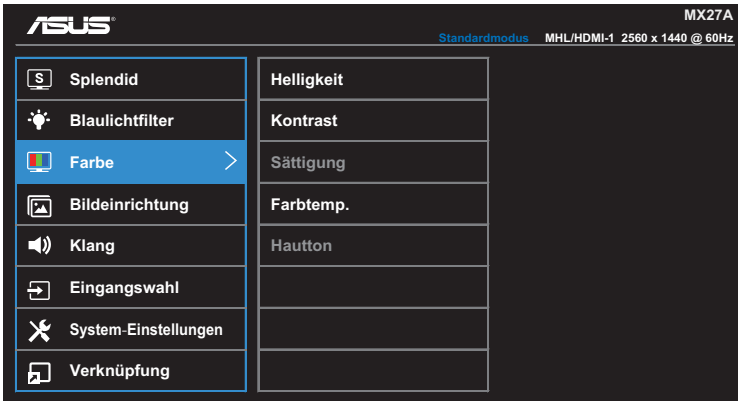 ASUS
MX27A
Standardmodus MHL/HDMI-1 2560 x 1440 @ 60Hz
S Splendid
Blaulichtfilter
Farbe
Bildeinrichtung
Klang
Eingangswahl
System-Einstellungen
Verknüpfung
Helligkeit
Kontrast
Sättigung
Farbtemp.
Hautton